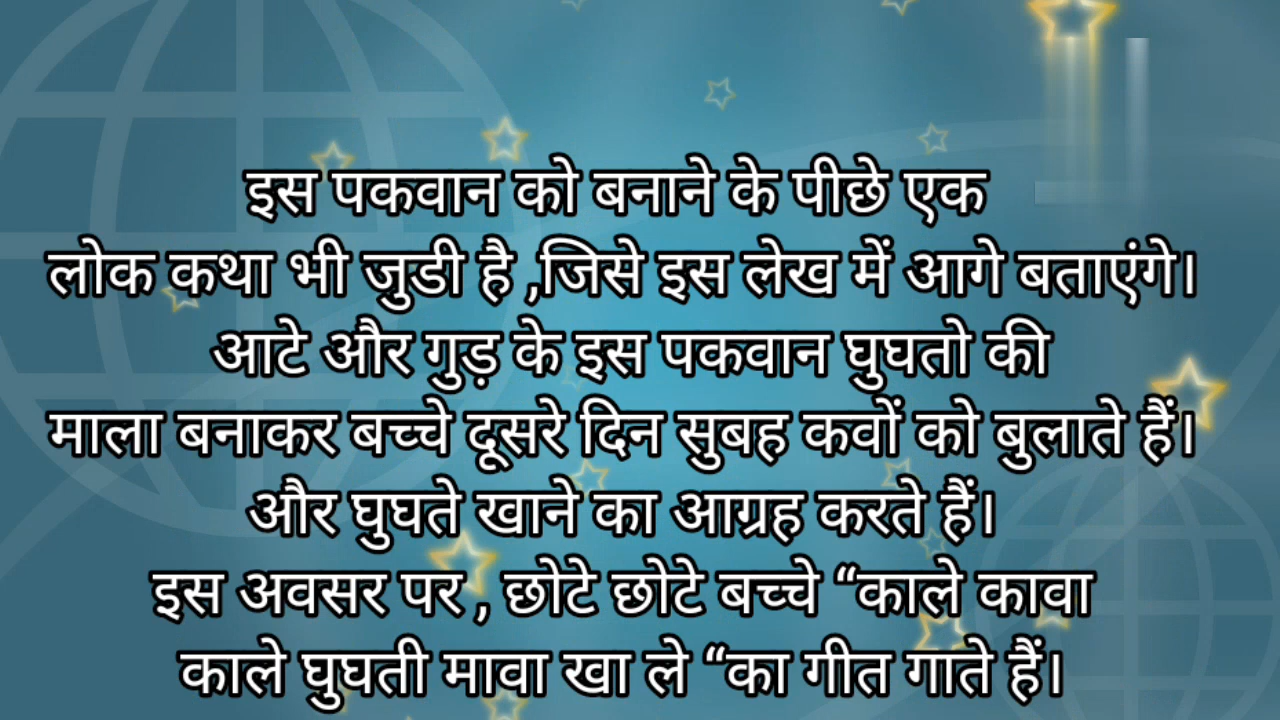 इस पकवान को बनाने के पीछे एक
लोक कथा भी जुडी है ,जिसे इस लेख में आगे बताएंगे।
आटे और गुड़ के इस पकवान घुघतो की
माला बनाकर बच्चे दूसरे दिन सुबह कवों को बुलाते हैं।
और घुघते खाने का आग्रह करते हैं।
इस अवसर पर , छोटे छोटे बच्चे “काले कावा
काले घुघती मावा खा ले “का गीत गाते हैं।